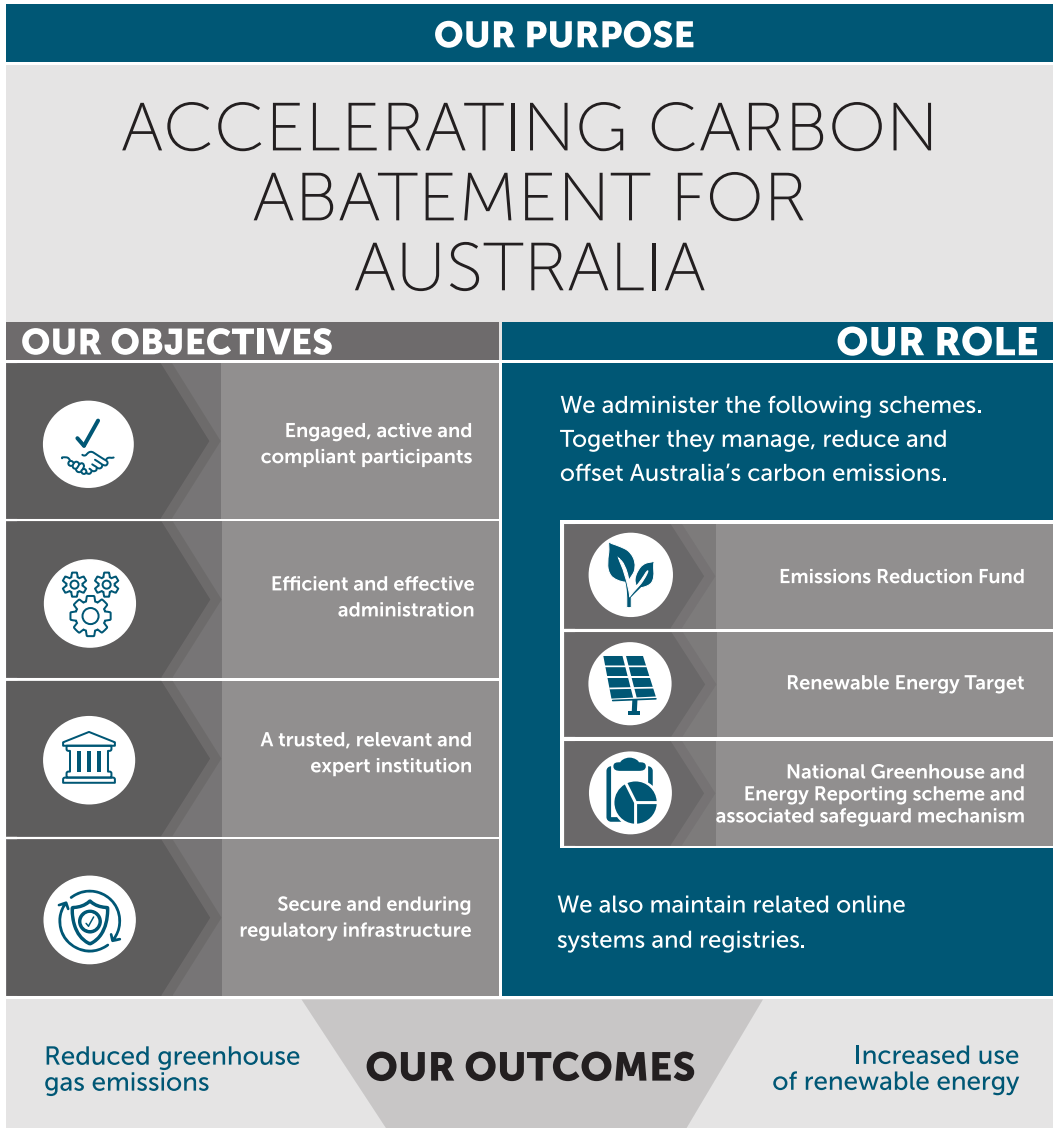 OUR PURPOSE
ACCELERATING CARBON
ABATEMENT FOR
AUSTRALIA
OUR OBJECTIVES
Engaged, active and
compliant participants
Efficient and effective
administration
A trusted, relevant and
expert institution
Secure and enduring
regulatory infrastructure
OUR ROLE
We administer the following schemes.
Together they manage, reduce and
offset Australia’s carbon emissions.
Emissions Reduction Fund
Renewable Energy Target
National Greenhouse and
Energy Reporting scheme and
associated safeguard mechanism
We also maintain related online
systems and registries.
OUR OUTCOMES
Reduced greenhouse
gas emissions
Increased use
of renewable energy